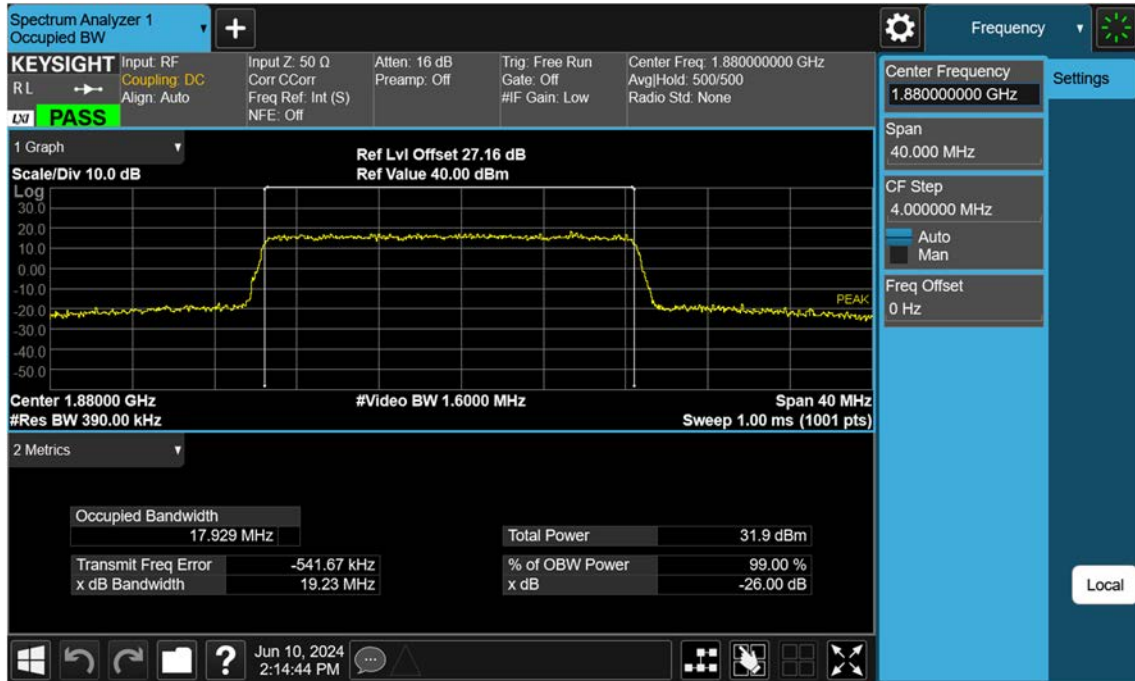 Spectrum Analyzer 1
Occupied BW
+
Frequency
KEYSIGHT
RL
LXI PASS
Input: RF
Coupling: DC
Align: Auto
Input Z: 50 Ω
Corr CCorr
Freq Ref: Int (S)
NFE: Off
Atten: 16 dB
Preamp: Off
Trig: Free Run
Gate: Off
#IF Gain: Low
Center Freq: 1.880000000 GHz
Avg|Hold: 500/500
Radio Std: None
Center Frequency
1.880000000 GHz
Settings
Span
40.000 MHz
CF Step
4.000000 MHz
Auto
Man
Freq Offset
0 Hz
Local
1 Graph
Scale/Div 10.0 dB
Ref Lvl Offset 27.16 dB
Ref Value 40.00 dBm
Log
30.0
20.0
10.0
0.00
-10.0
-20.0
-30.0
-40.0
-50.0
PEAK
Center 1.88000 GHz
#Video BW 1.6000 MHz
Span 40 MHz
#Res BW 390.00 kHz
Sweep 1.00 ms (1001 pts)
2 Metrics
Occupied Bandwidth
17.929 MHz
Total Power 31.9 dBm
Transmit Freq Error -541.67 kHz
% of OBW Power 99.00 %
x dB Bandwidth 19.23 MHz
x dB -26.00 dB
?
Jun 10, 2024
2:14:44 PM